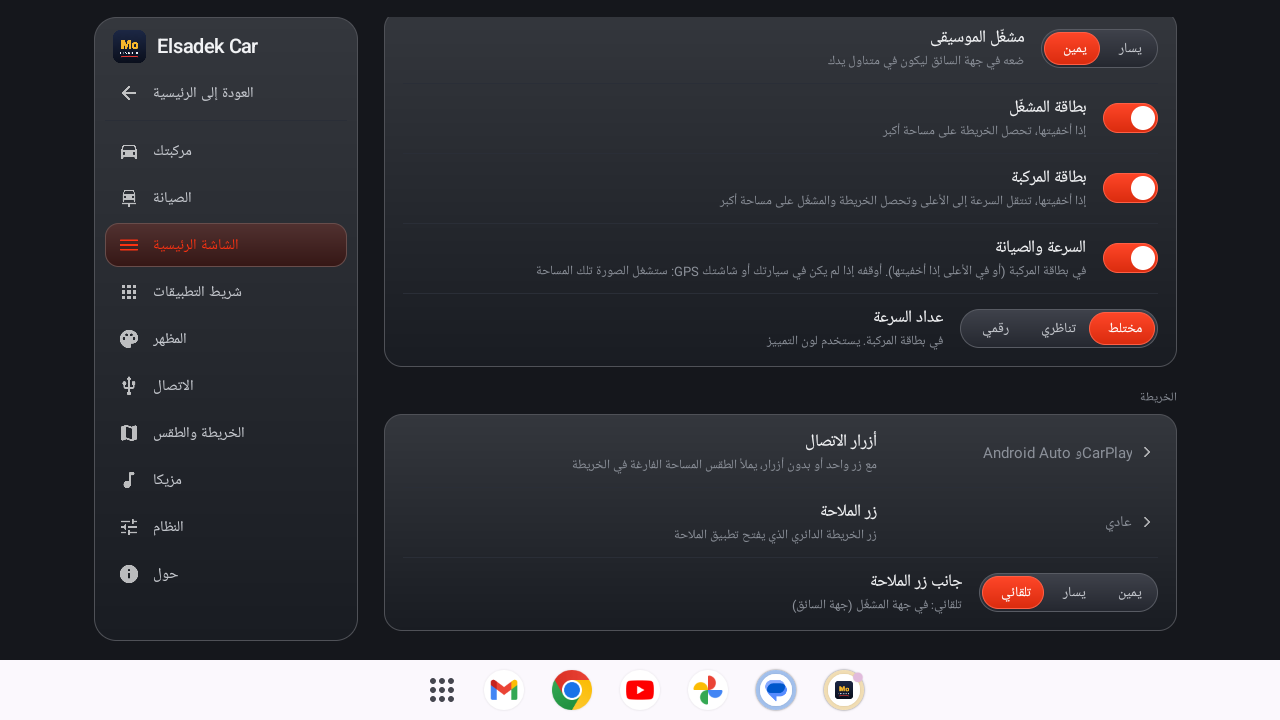 Mo
Elsadek Car
العودة إلى الرئيسية
مركبتك
الصيانة
الشاشة الرئيسية
شريط التطبيقات
المظهر
الاتصال
الخريطة والطقس
مزيكا
النظام
حول
مشغّل الموسيقى
ضعه في جهة السائق ليكون في متناول يدك
يمين
يسار
بطاقة المشغّل
إذا أخفيتها، تحصل الخريطة على مساحة أكبر
بطاقة المركبة
إذا أخفيتها، تنتقل السرعة إلى الأعلى وتحصل الخريطة والمشغّل على مساحة أكبر
السرعة والصيانة
في بطاقة المركبة (أو في الأعلى إذا أخفيتها). أوقفه إذا لم يكن في سيارتك أو شاشتك GPS: ستشغل الصورة تلك المساحة
عداد السرعة
في بطاقة المركبة. يستخدم لون التمييز
مختلط
تناظري
رقمي
الخريطة
أزرار الاتصال
مع زر واحد أو بدون أزرار، يملأ الطقس المساحة الفارغة في الخريطة
CarPlay و Android Auto
زر الملاحة
زر الخريطة الدائري الذي يفتح تطبيق الملاحة
عادي
جانب زر الملاحة
تلقائي: في جهة المشغّل (جهة السائق)
تلقائي
يسار
يمين
Mo